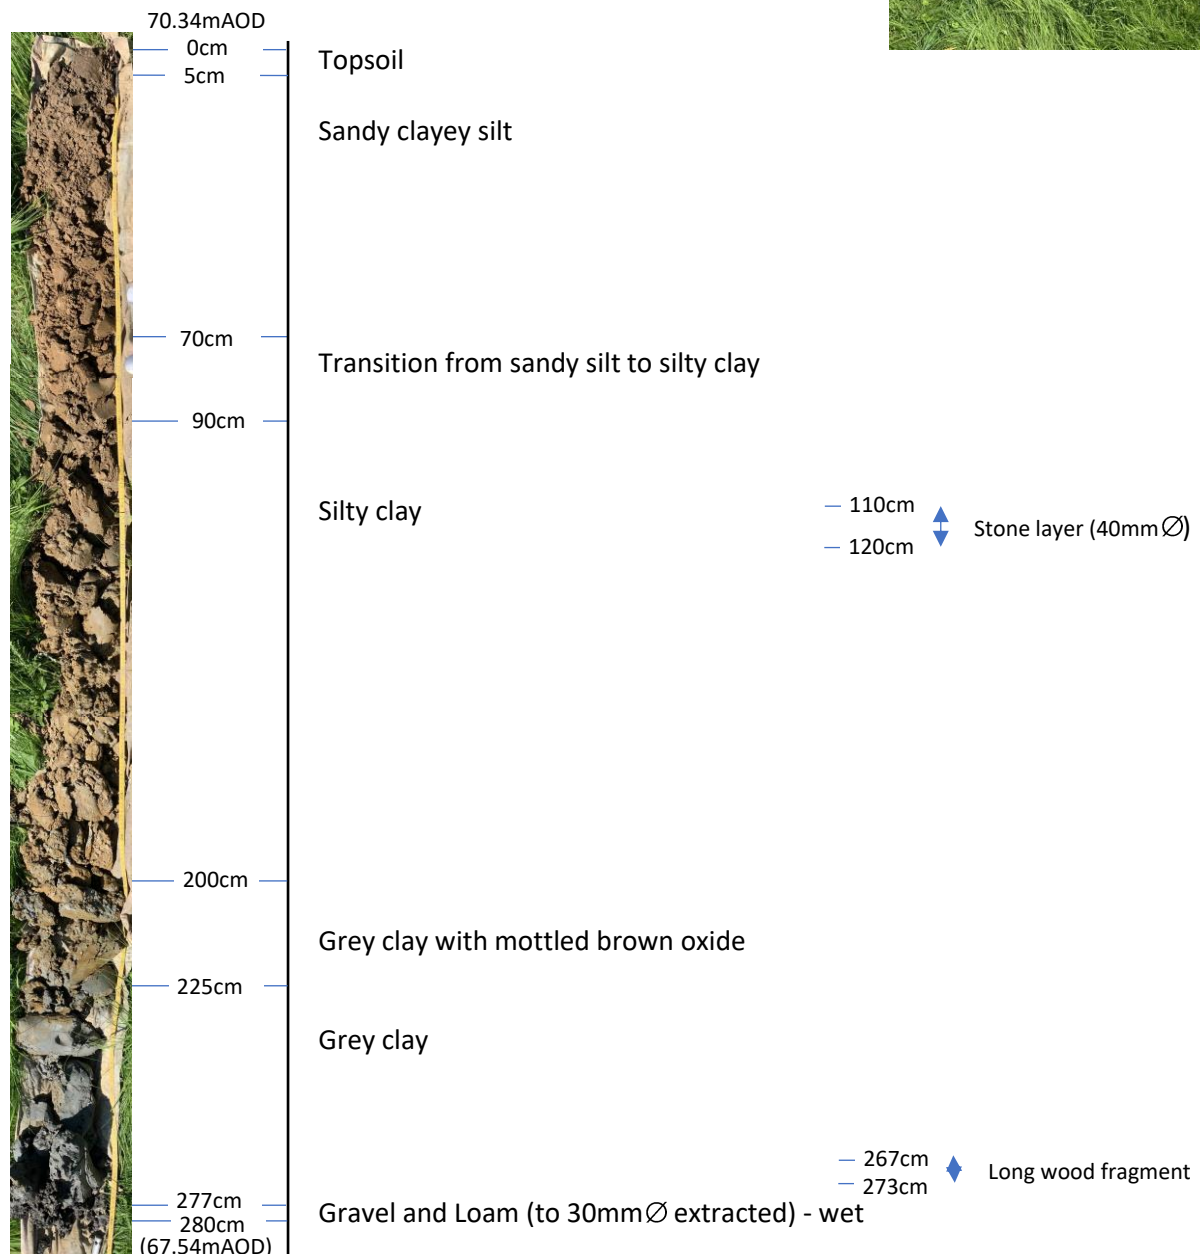 70.34mAOD
0cm
Topsoil
5cm
Sandy clayey silt
70cm
Transition from sandy silt to silty clay
90cm
Silty clay
110cm
Stone layer (40mm∅)
120cm
200cm
Grey clay with mottled brown oxide
225cm
Grey clay
267cm
Long wood fragment
273cm
277cm
Gravel and Loam (to 30mm∅ extracted) - wet
280cm
(67.54mAOD)